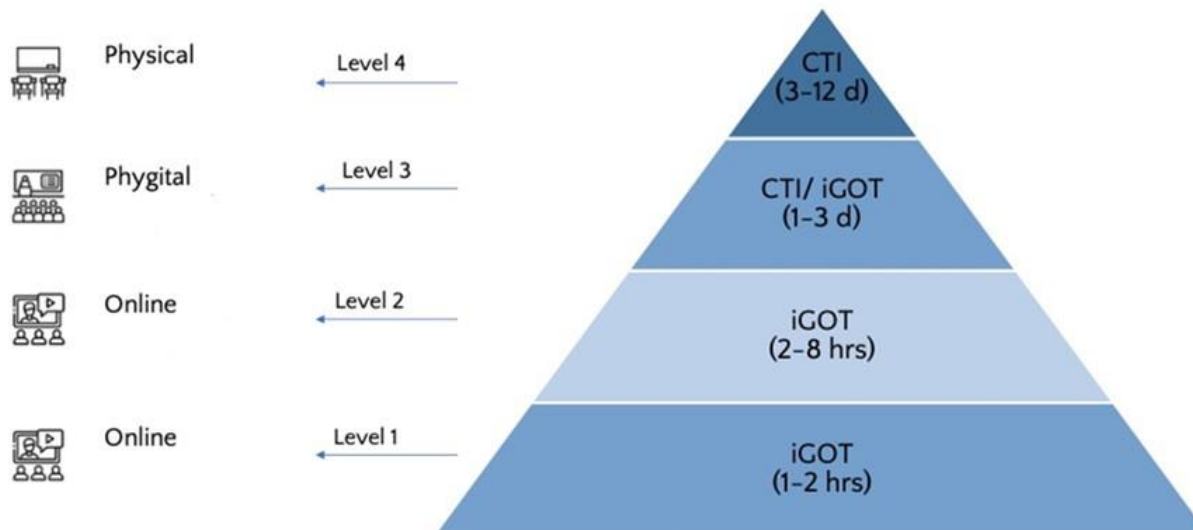 Physical
Level 4
CTI
(3-12 d)
Phygital
Level 3
CTI/ iGOT
(1-3 d)
Online
Level 2
iGOT
(2-8 hrs)
Online
Level 1
iGOT
(1-2 hrs)